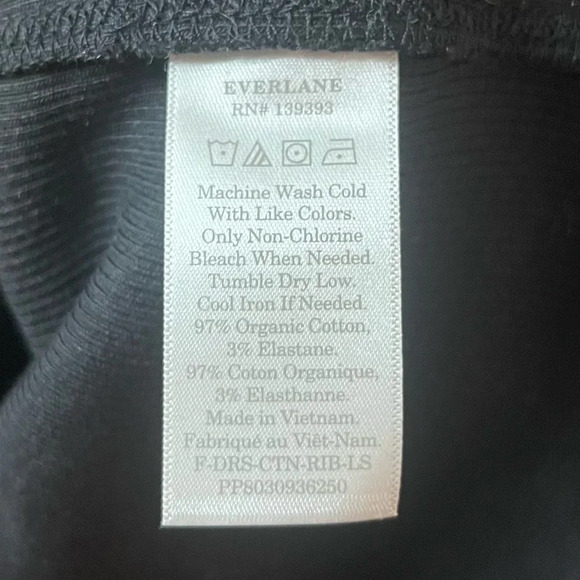 EVERLANE
RN# 139393
Machine Wash Cold
With Like Colors.
Only Non-Chlorine
Bleach When Needed.
Tumble Dry Low.
Cool Iron If Needed.
97% Organic Cotton,
3% Elastane.
97% Coton Organique,
3% Elasthanne.
Made in Vietnam.
Fabriqué au Viêt-Nam.
F-DRS-CTN-RIB-LS
PP8030936250